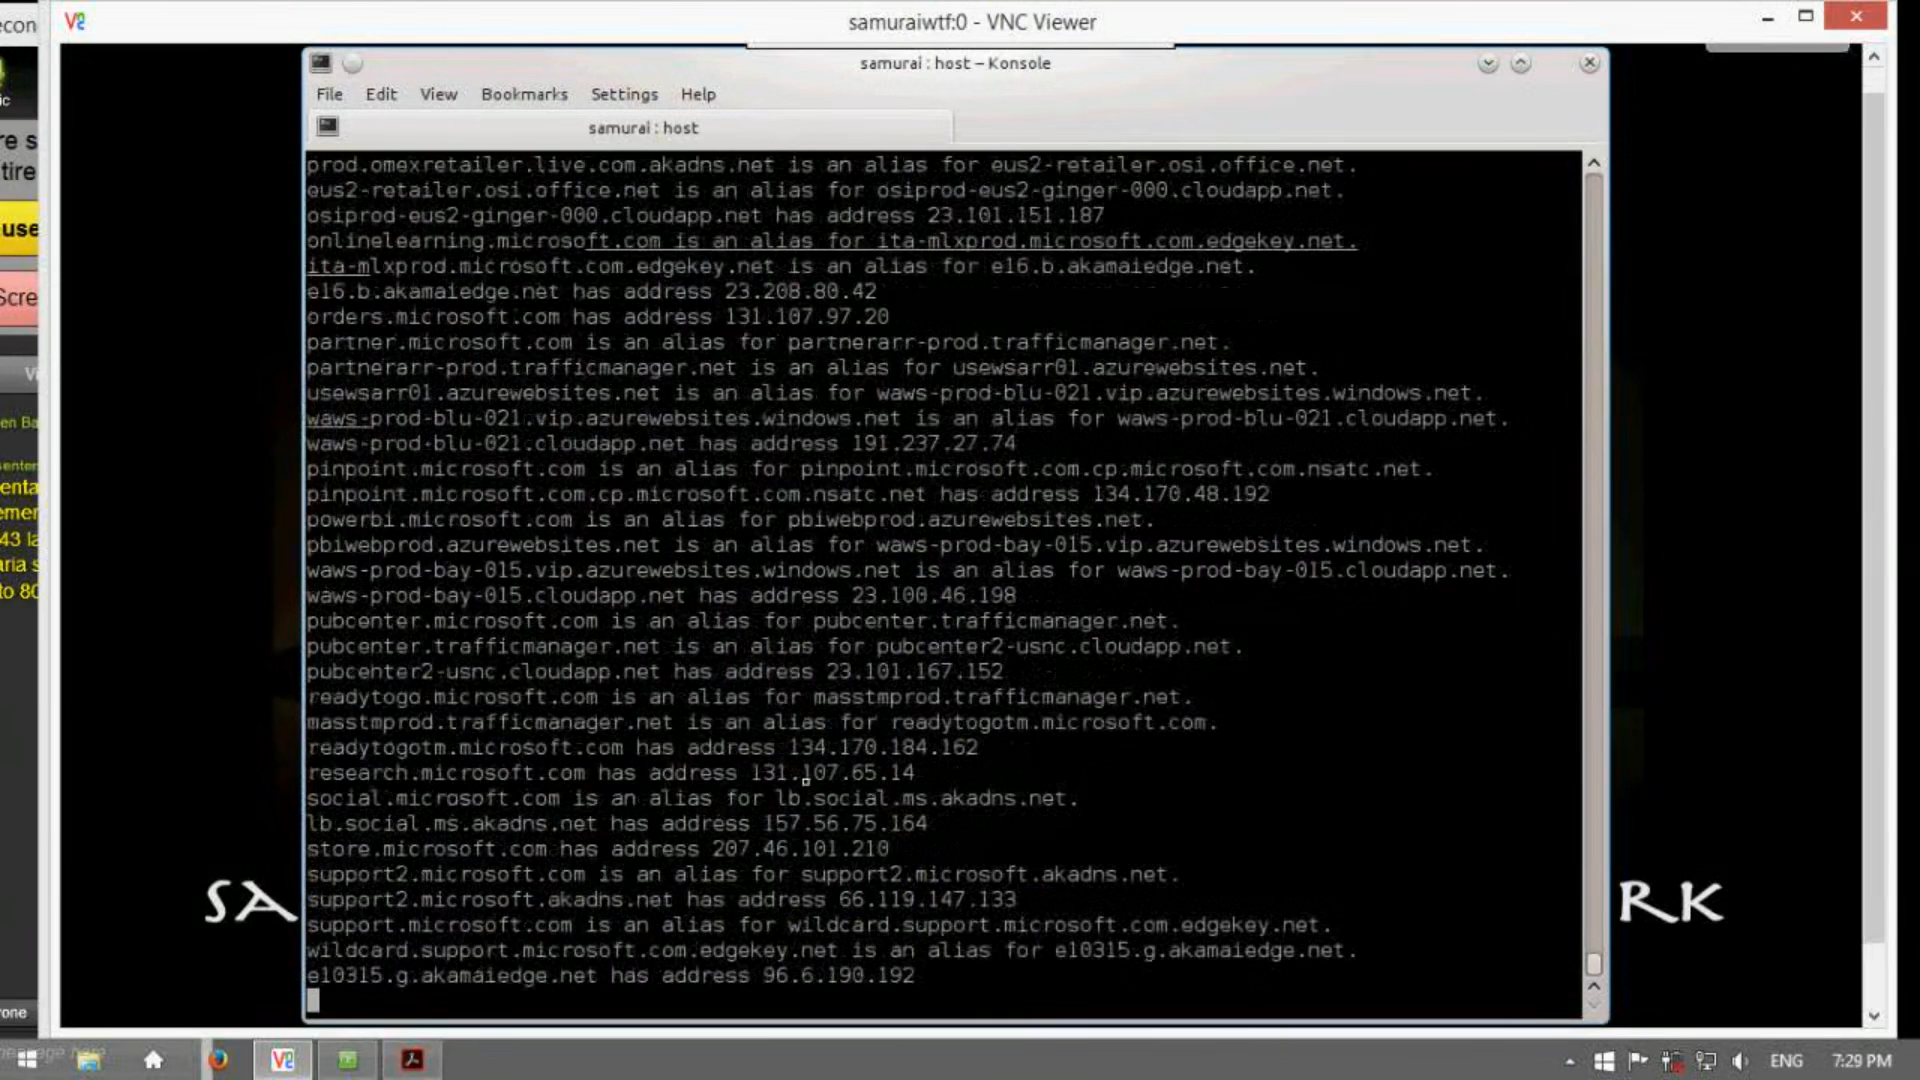 econ
V2
samuraiwtf:0 - VNC Viewer
samurai : host – Konsole
ic
File Edit View Bookmarks Settings Help
samurai : host
re s
tire
use
Scre
Vi
en Ba
senter
enta
emer
43 la
aria s
to 80
one
prod.omexretailer.live.com.akadns.net is an alias for eus2-retailer.osi.office.net.
eus2-retailer.osi.office.net is an alias for osiprod-eus2-ginger-000.cloudapp.net.
osiprod-eus2-ginger-000.cloudapp.net has address 23.101.151.187
onlinelearning.microsoft.com is an alias for ita-mlxprod.microsoft.com.edgekey.net.
ita-mlxprod.microsoft.com.edgekey.net is an alias for e16.b.akamaiedge.net.
e16.b.akamaiedge.net has address 23.208.80.42
orders.microsoft.com has address 131.107.97.20
partner.microsoft.com is an alias for partnerarr-prod.trafficmanager.net.
partnerarr-prod.trafficmanager.net is an alias for usewsarr01.azurewebsites.net.
usewsarr01.azurewebsites.net is an alias for waws-prod-blu-021.vip.azurewebsites.windows.net.
waws-prod-blu-021.vip.azurewebsites.windows.net is an alias for waws-prod-blu-021.cloudapp.net.
waws-prod-blu-021.cloudapp.net has address 191.237.27.74
pinpoint.microsoft.com is an alias for pinpoint.microsoft.com.cp.microsoft.com.nsatc.net.
pinpoint.microsoft.com.cp.microsoft.com.nsatc.net has address 134.170.48.192
powerbi.microsoft.com is an alias for pbiwebprod.azurewebsites.net.
pbiwebprod.azurewebsites.net is an alias for waws-prod-bay-015.vip.azurewebsites.windows.net.
waws-prod-bay-015.vip.azurewebsites.windows.net is an alias for waws-prod-bay-015.cloudapp.net.
waws-prod-bay-015.cloudapp.net has address 23.100.46.198
pubcenter.microsoft.com is an alias for pubcenter.trafficmanager.net.
pubcenter.trafficmanager.net is an alias for pubcenter2-usnc.cloudapp.net.
pubcenter2-usnc.cloudapp.net has address 23.101.167.152
readytogo.microsoft.com is an alias for masstmprod.trafficmanager.net.
masstmprod.trafficmanager.net is an alias for readytogotm.microsoft.com.
readytogotm.microsoft.com has address 134.170.184.162
research.microsoft.com has address 131.107.65.14
social.microsoft.com is an alias for lb.social.ms.akadns.net.
lb.social.ms.akadns.net has address 157.56.75.164
store.microsoft.com has address 207.46.101.210
support2.microsoft.com is an alias for support2.microsoft.akadns.net.
support2.microsoft.akadns.net has address 66.119.147.133
support.microsoft.com is an alias for wildcard.support.microsoft.com.edgekey.net.
wildcard.support.microsoft.com.edgekey.net is an alias for e10315.g.akamaiedge.net.
e10315.g.akamaiedge.net has address 96.6.190.192
SA
RK
V2
ENG 7:29 PM